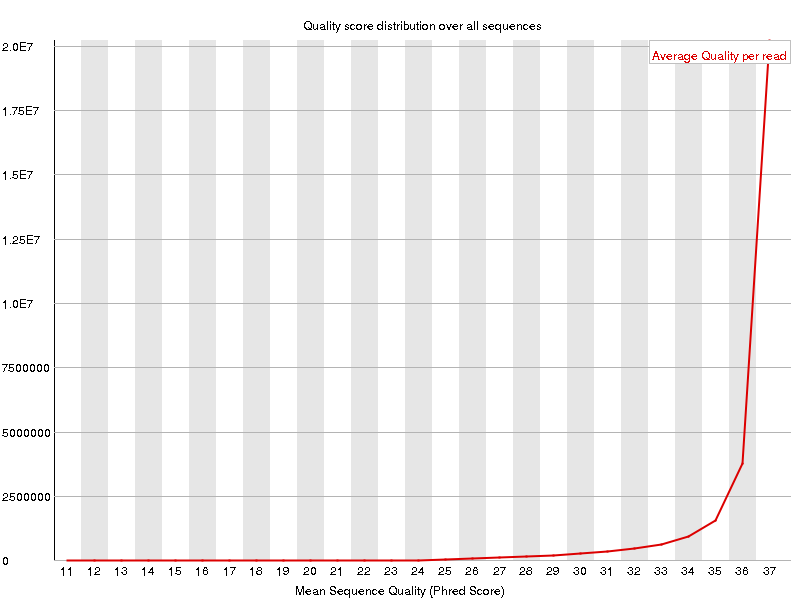 Quality score distribution over all sequences
Average Quality per read
2.0E7
1.75E7
1.5E7
1.25E7
1.0E7
7500000
5000000
2500000
0
11 12 13 14 15 16 17 18 19 20 21 22 23 24 25 26 27 28 29 30 31 32 33 34 35 36 37
Mean Sequence Quality (Phred Score)